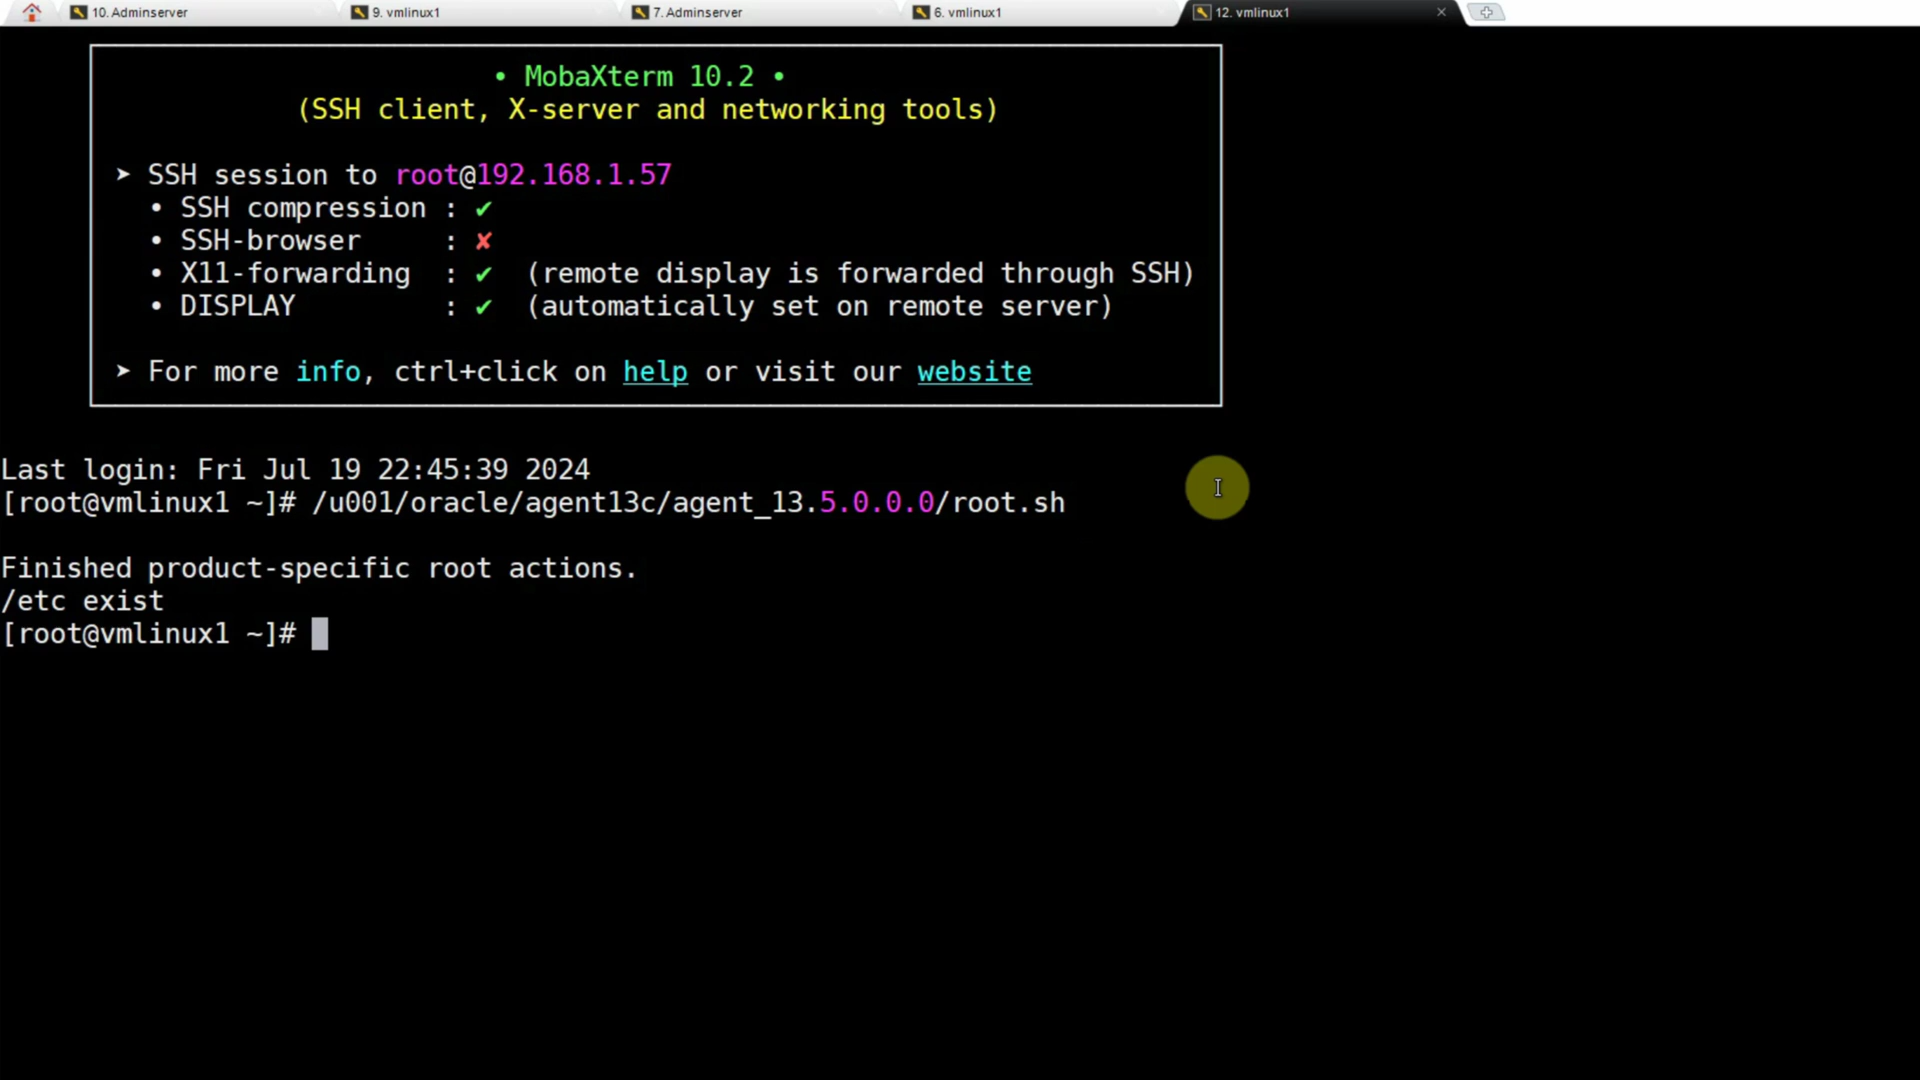 10. Adminserver
9. vmlinux1
7. Adminserver
6. vmlinux1
12. vmlinux1
• MobaXterm 10.2 •
(SSH client, X-server and networking tools)
➤ SSH session to root@192.168.1.57
• SSH compression : ✔
• SSH-browser : ✘
• X11-forwarding : ✔ (remote display is forwarded through SSH)
• DISPLAY : ✔ (automatically set on remote server)
➤ For more info, ctrl+click on help or visit our website
Last login: Fri Jul 19 22:45:39 2024
[root@vmlinux1 ~]# /u001/oracle/agent13c/agent_13.5.0.0.0/root.sh
Finished product-specific root actions.
/etc exist
[root@vmlinux1 ~]#